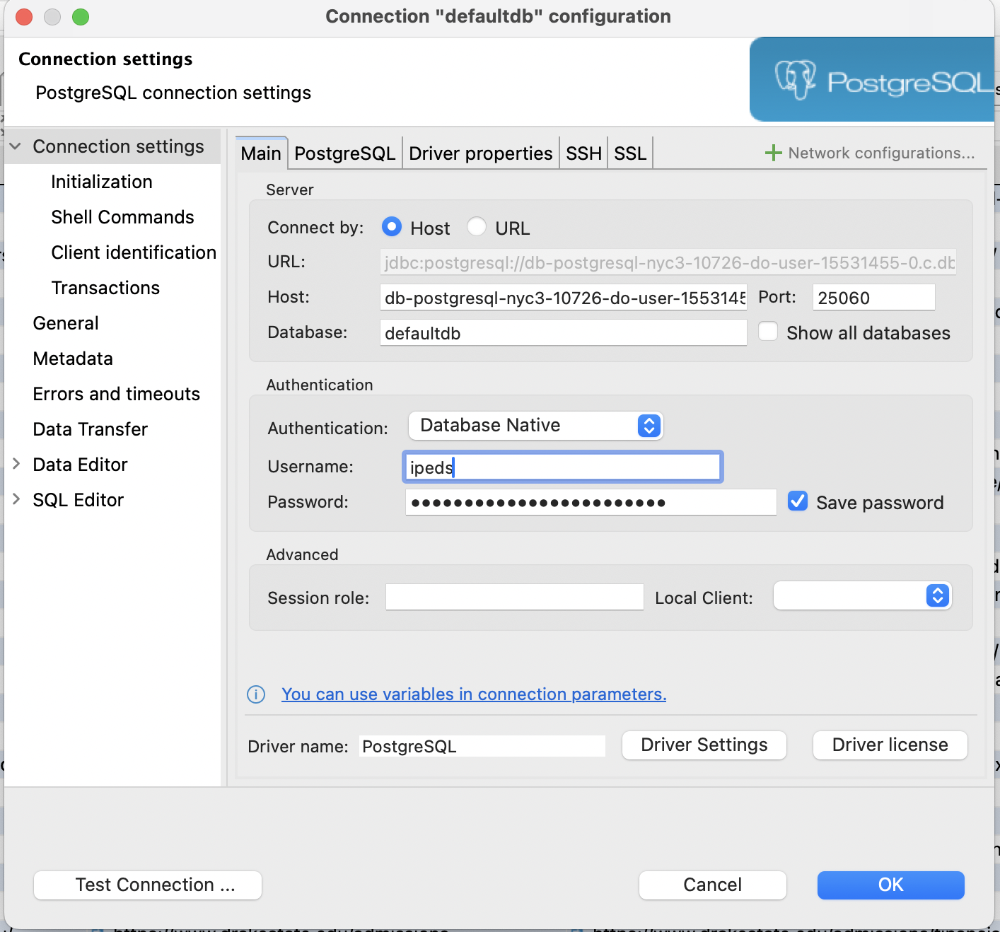 Connection "defaultdb" configuration
Connection settings
PostgreSQL connection settings
PostgreSQL
Connection settings
Initialization
Shell Commands
Client identification
Transactions
General
Metadata
Errors and timeouts
Data Transfer
Data Editor
SQL Editor
Main PostgreSQL Driver properties SSH SSL Network configurations...
Server
Connect by: Host URL
URL: jdbc:postgresql://db-postgresql-nyc3-10726-do-user-15531455-0.c.db
Host: db-postgresql-nyc3-10726-do-user-1553145 Port: 25060
Database: defaultdb Show all databases
Authentication
Authentication: Database Native
Username: ipeds
Password: ●●●●●●●●●●●●●●●●●●●●●●●● Save password
Advanced
Session role: Local Client:
You can use variables in connection parameters.
Driver name: PostgreSQL Driver Settings Driver license
Test Connection ... Cancel OK